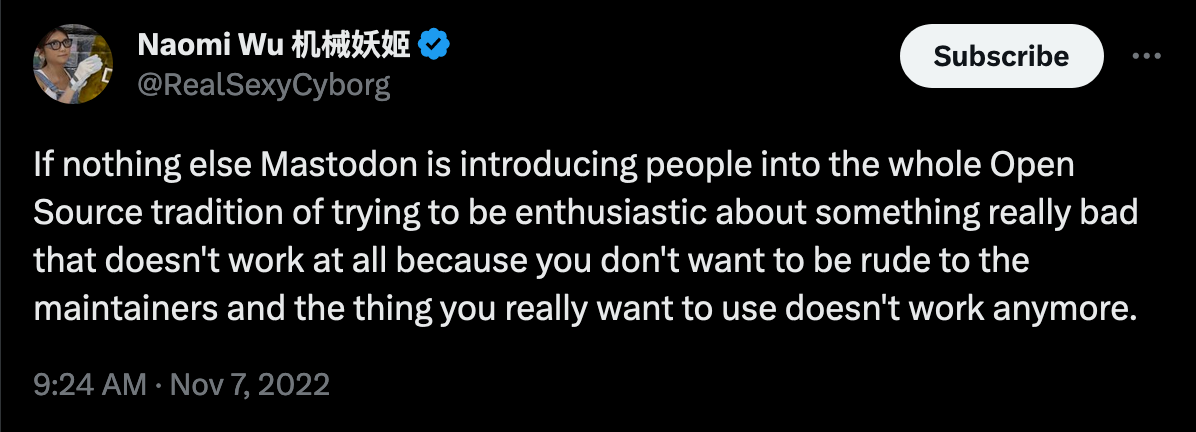 Naomi Wu 机械妖姬
@RealSexyCyborg
Subscribe
If nothing else Mastodon is introducing people into the whole Open
Source tradition of trying to be enthusiastic about something really bad
that doesn't work at all because you don't want to be rude to the
maintainers and the thing you really want to use doesn't work anymore.
9:24 AM · Nov 7, 2022